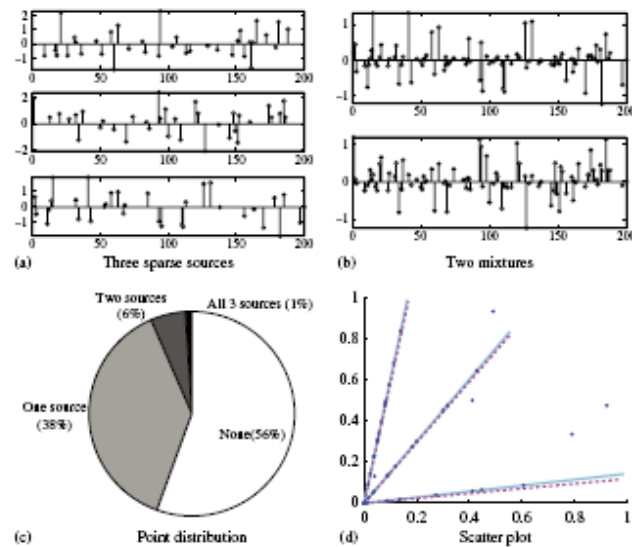 2
1
0
−1
0 50 100 150 200
2
0
−2
0 50 100 150 200
1
0
−1
0 50 100 150 200
(a) Three sparse sources
1
0
−1
0 50 100 150 200
1
0
−1
0 50 100 150 200
(b) Two mixtures
Two sources
(6%)
All 3 sources (1%)
One source
(38%)
None(56%)
(c) Point distribution
1
0.8
0.6
0.4
0.2
0
0 0.2 0.4 0.6 0.8 1
(d) Scatter plot